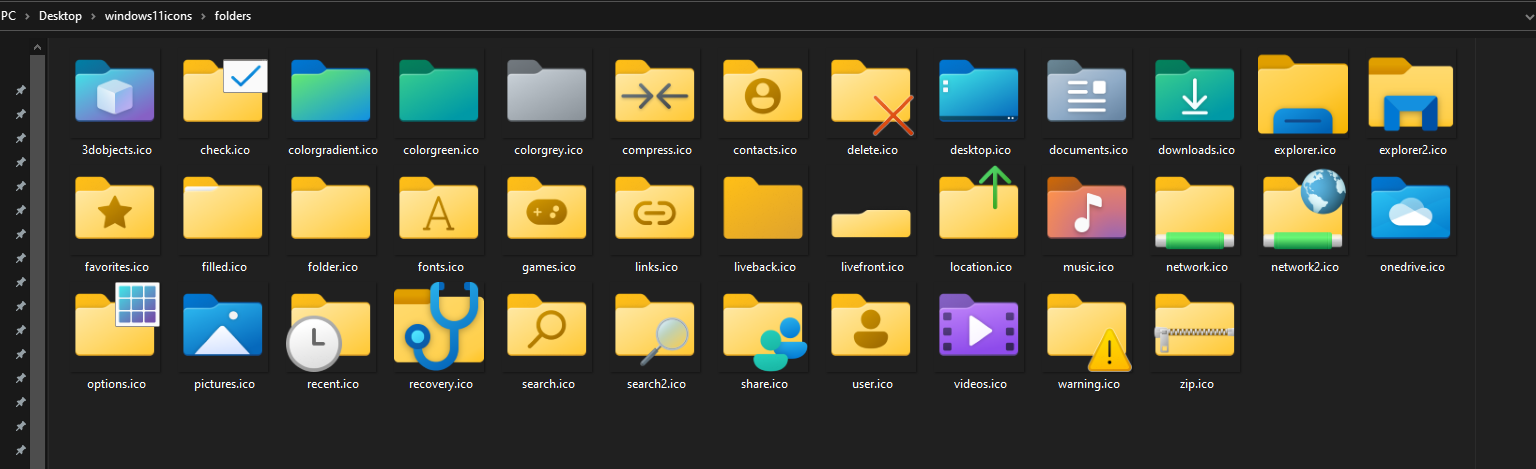 PC > Desktop > windows11icons > folders
3dobjects.ico check.ico colorgradient.ico colorgreen.ico colorgrey.ico compress.ico contacts.ico delete.ico desktop.ico documents.ico downloads.ico explorer.ico explorer2.ico
A
favorites.ico filled.ico folder.ico fonts.ico games.ico links.ico liveback.ico livefront.ico location.ico music.ico network.ico network2.ico onedrive.ico
options.ico pictures.ico recent.ico recovery.ico search.ico search2.ico share.ico user.ico videos.ico warning.ico zip.ico